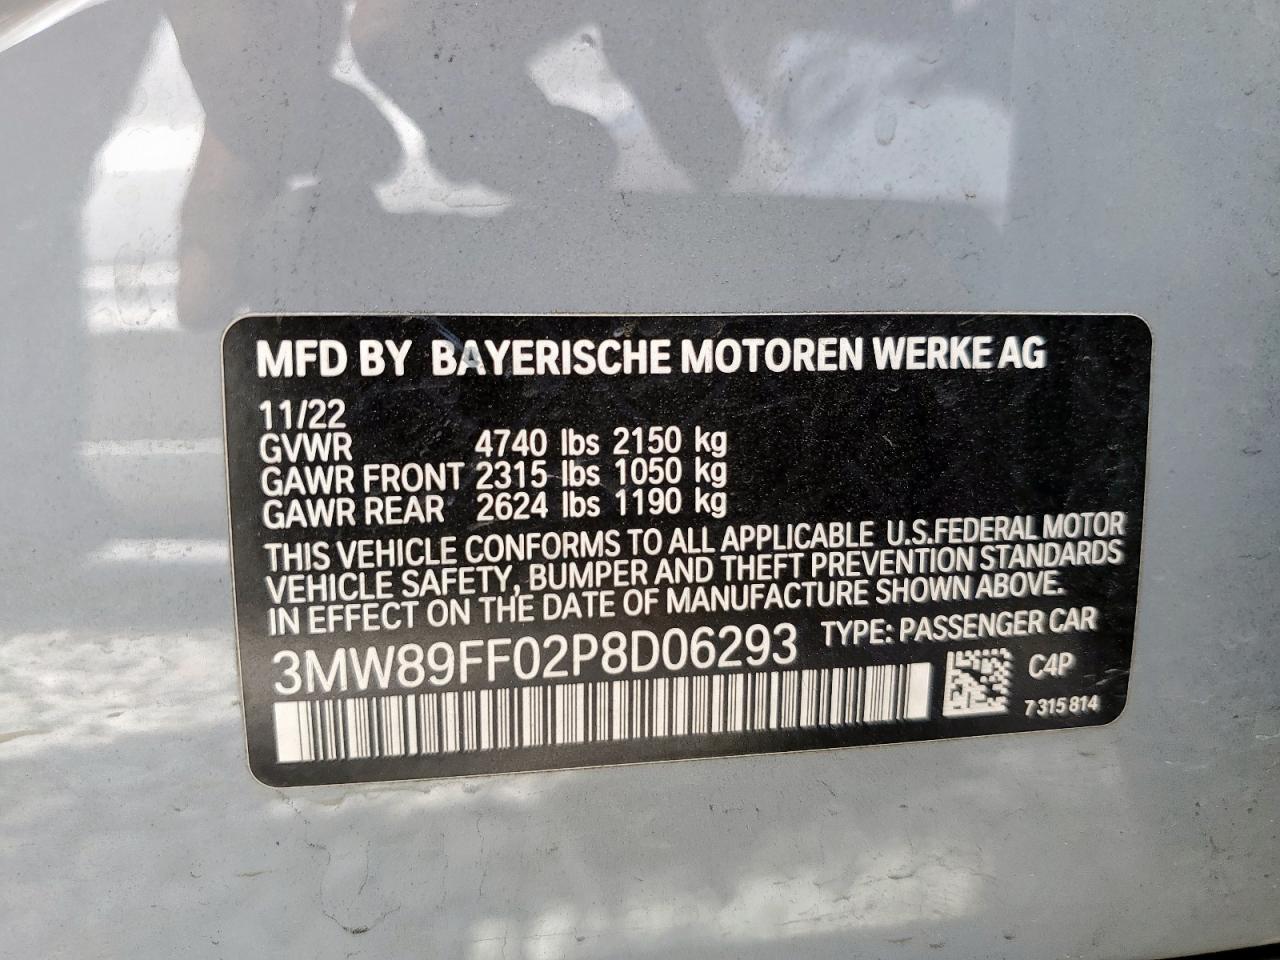 MFD BY BAYERISCHE MOTOREN WERKE AG
11/22
GVWR 4740 lbs 2150 kg
GAWR FRONT 2315 lbs 1050 kg
GAWR REAR 2624 lbs 1190 kg
THIS VEHICLE CONFORMS TO ALL APPLICABLE U.S.FEDERAL MOTOR
VEHICLE SAFETY, BUMPER AND THEFT PREVENTION STANDARDS
IN EFFECT ON THE DATE OF MANUFACTURE SHOWN ABOVE.
3MW89FF02P8D06293 TYPE: PASSENGER CAR
C4P
7 315 814